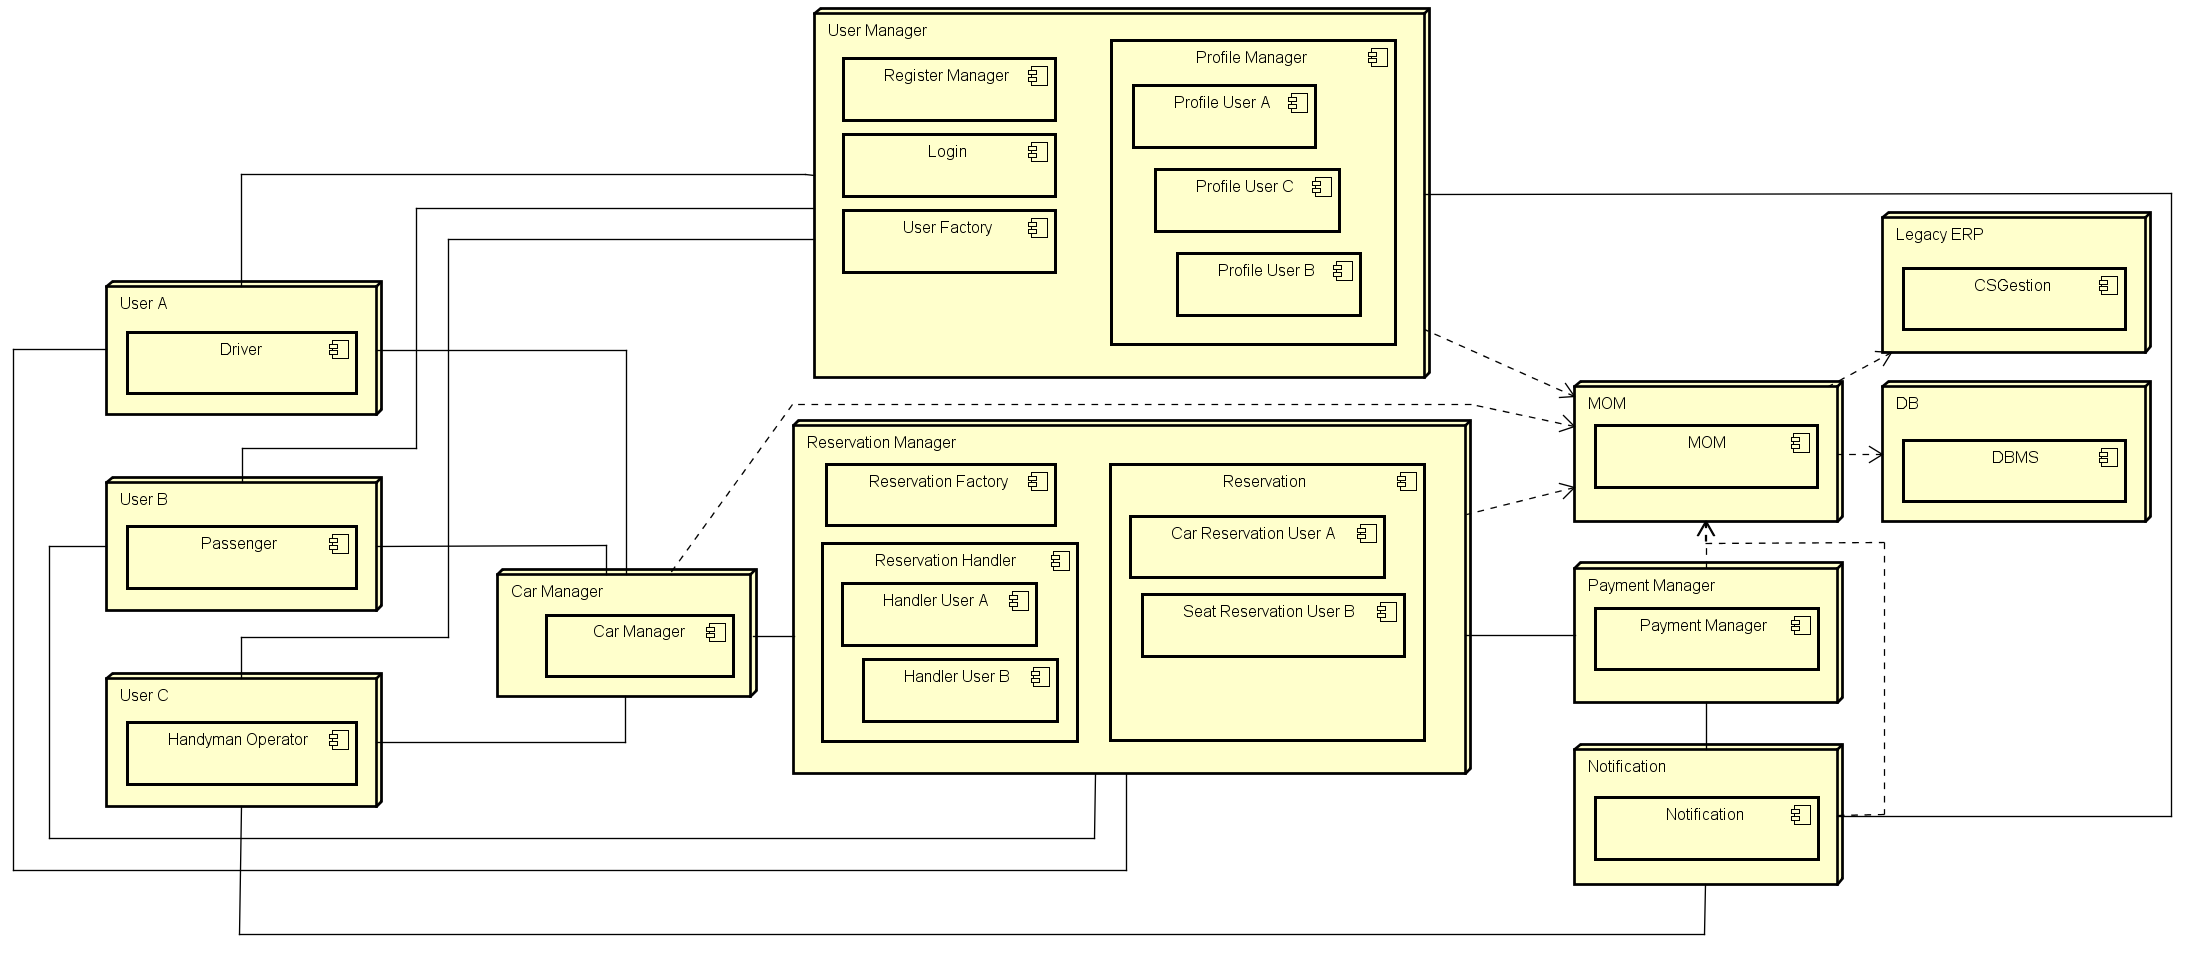 User Manager
Register Manager
Login
User Factory
Profile Manager
Profile User A
Profile User C
Profile User B
User A
Driver
User B
Passenger
User C
Handyman Operator
Car Manager
Car Manager
Reservation Manager
Reservation Factory
Reservation Handler
Handler User A
Handler User B
Reservation
Car Reservation User A
Seat Reservation User B
Legacy ERP
CSGestion
MOM
MOM
DB
DBMS
Payment Manager
Payment Manager
Notification
Notification